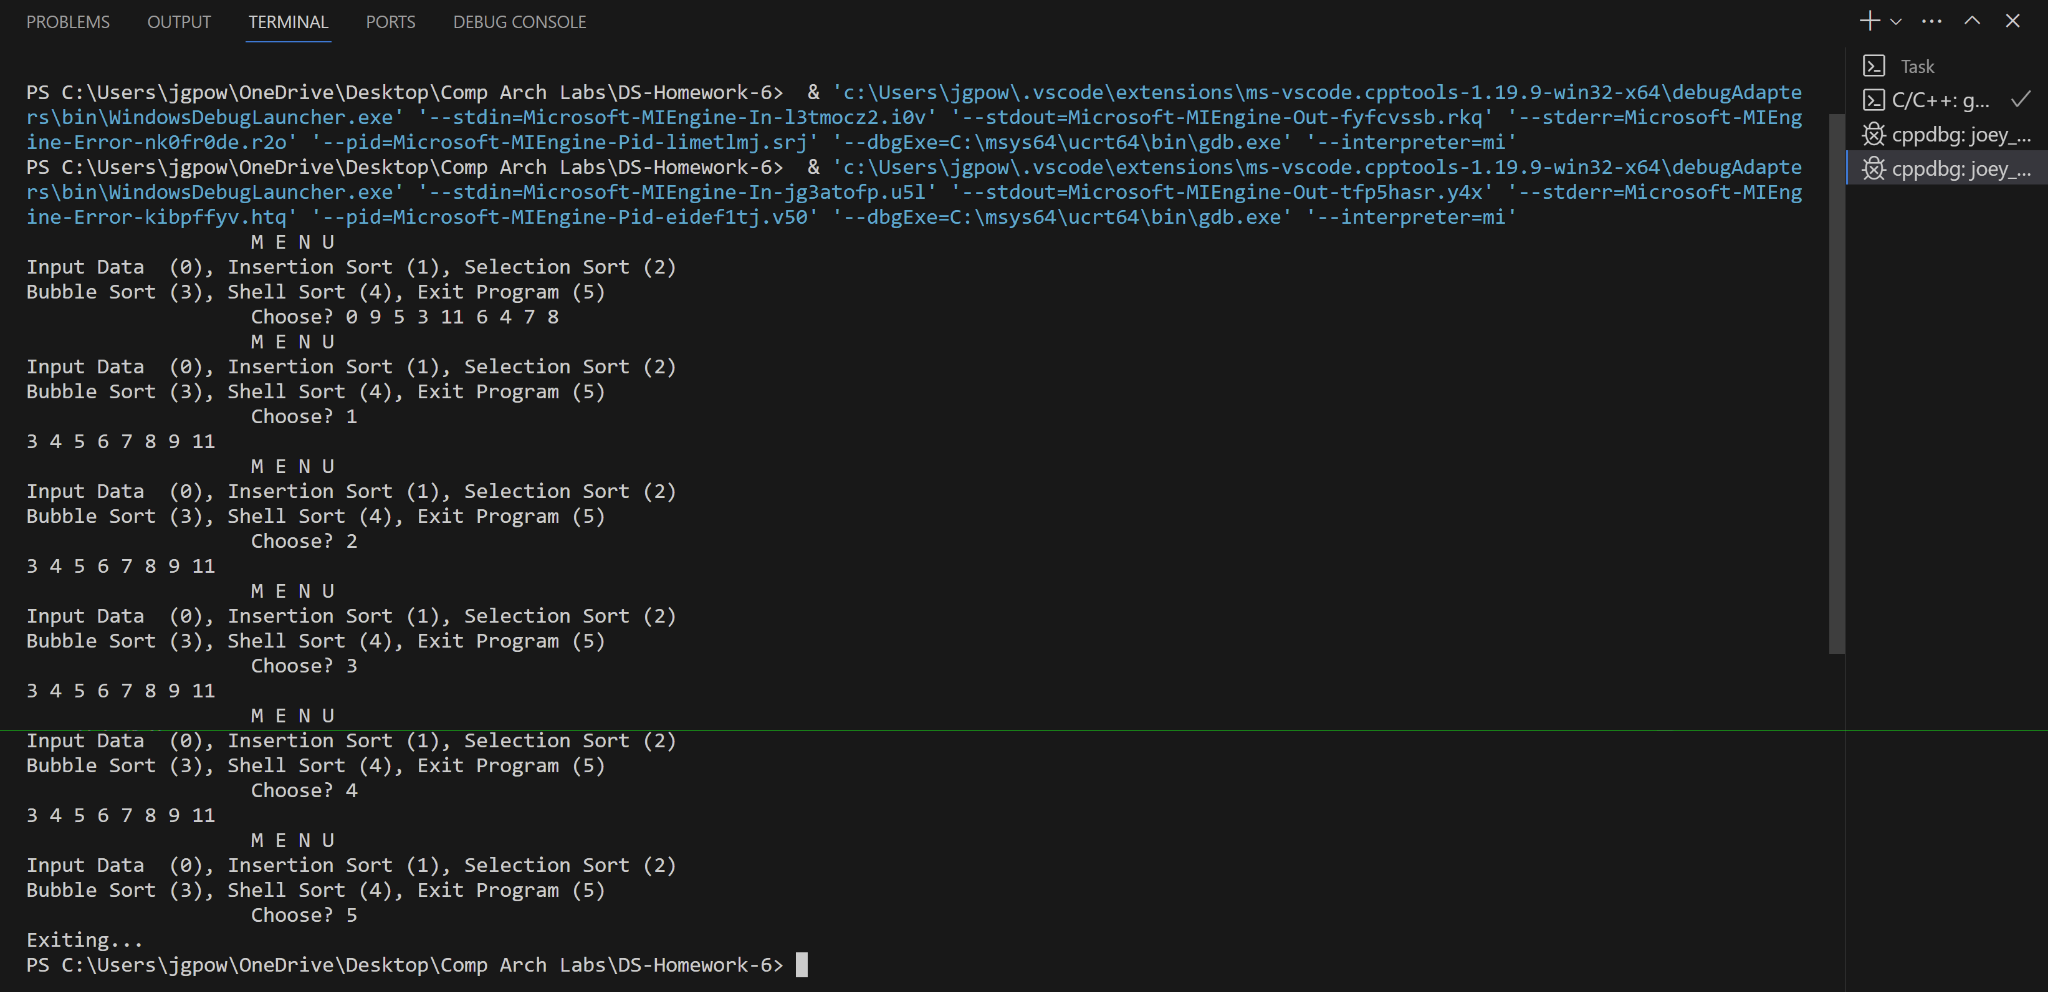 PROBLEMS OUTPUT TERMINAL PORTS DEBUG CONSOLE
PS C:\Users\jgpow\OneDrive\Desktop\Comp Arch Labs\DS-Homework-6>  & 'c:\Users\jgpow\.vscode\extensions\ms-vscode.cpptools-1.19.9-win32-x64\debugAdapte
rs\bin\WindowsDebugLauncher.exe' '--stdin=Microsoft-MIEngine-In-l3tmocz2.i0v' '--stdout=Microsoft-MIEngine-Out-fyfcvssb.rkq' '--stderr=Microsoft-MIEng
ine-Error-nk0fr0de.r2o' '--pid=Microsoft-MIEngine-Pid-limetlmj.srj' '--dbgExe=C:\msys64\ucrt64\bin\gdb.exe' '--interpreter=mi'
PS C:\Users\jgpow\OneDrive\Desktop\Comp Arch Labs\DS-Homework-6>  & 'c:\Users\jgpow\.vscode\extensions\ms-vscode.cpptools-1.19.9-win32-x64\debugAdapte
rs\bin\WindowsDebugLauncher.exe' '--stdin=Microsoft-MIEngine-In-jg3atofp.u5l' '--stdout=Microsoft-MIEngine-Out-tfp5hasr.y4x' '--stderr=Microsoft-MIEng
ine-Error-kibpffyv.htq' '--pid=Microsoft-MIEngine-Pid-eidef1tj.v50' '--dbgExe=C:\msys64\ucrt64\bin\gdb.exe' '--interpreter=mi'
M E N U
Input Data  (0), Insertion Sort (1), Selection Sort (2)
Bubble Sort (3), Shell Sort (4), Exit Program (5)
Choose? 0 9 5 3 11 6 4 7 8
M E N U
Input Data  (0), Insertion Sort (1), Selection Sort (2)
Bubble Sort (3), Shell Sort (4), Exit Program (5)
Choose? 1
3 4 5 6 7 8 9 11
M E N U
Input Data  (0), Insertion Sort (1), Selection Sort (2)
Bubble Sort (3), Shell Sort (4), Exit Program (5)
Choose? 2
3 4 5 6 7 8 9 11
M E N U
Input Data  (0), Insertion Sort (1), Selection Sort (2)
Bubble Sort (3), Shell Sort (4), Exit Program (5)
Choose? 3
3 4 5 6 7 8 9 11
M E N U
Input Data  (0), Insertion Sort (1), Selection Sort (2)
Bubble Sort (3), Shell Sort (4), Exit Program (5)
Choose? 4
3 4 5 6 7 8 9 11
M E N U
Input Data  (0), Insertion Sort (1), Selection Sort (2)
Bubble Sort (3), Shell Sort (4), Exit Program (5)
Choose? 5
Exiting...
PS C:\Users\jgpow\OneDrive\Desktop\Comp Arch Labs\DS-Homework-6>
Task
C/C++: g...
cppdbg: joey_...
cppdbg: joey_...